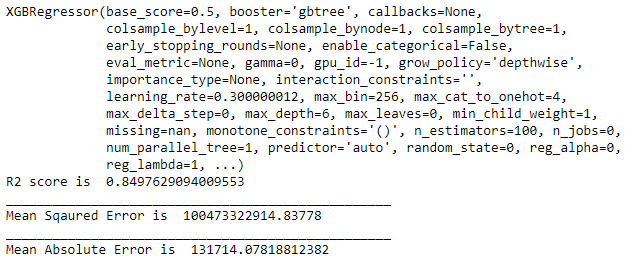 XGBRegressor(base_score=0.5, booster='gbtree', callbacks=None,
colsample_bylevel=1, colsample_bynode=1, colsample_bytree=1,
early_stopping_rounds=None, enable_categorical=False,
eval_metric=None, gamma=0, gpu_id=-1, grow_policy='depthwise',
importance_type=None, interaction_constraints='',
learning_rate=0.300000012, max_bin=256, max_cat_to_onehot=4,
max_delta_step=0, max_depth=6, max_leaves=0, min_child_weight=1,
missing=nan, monotone_constraints='()', n_estimators=100, n_jobs=0,
num_parallel_tree=1, predictor='auto', random_state=0, reg_alpha=0,
reg_lambda=1, ...)
R2 score is  0.8497629094009553
__________________________________________________
Mean Sqaured Error is  100473322914.83778
__________________________________________________
Mean Absolute Error is  131714.07818812382